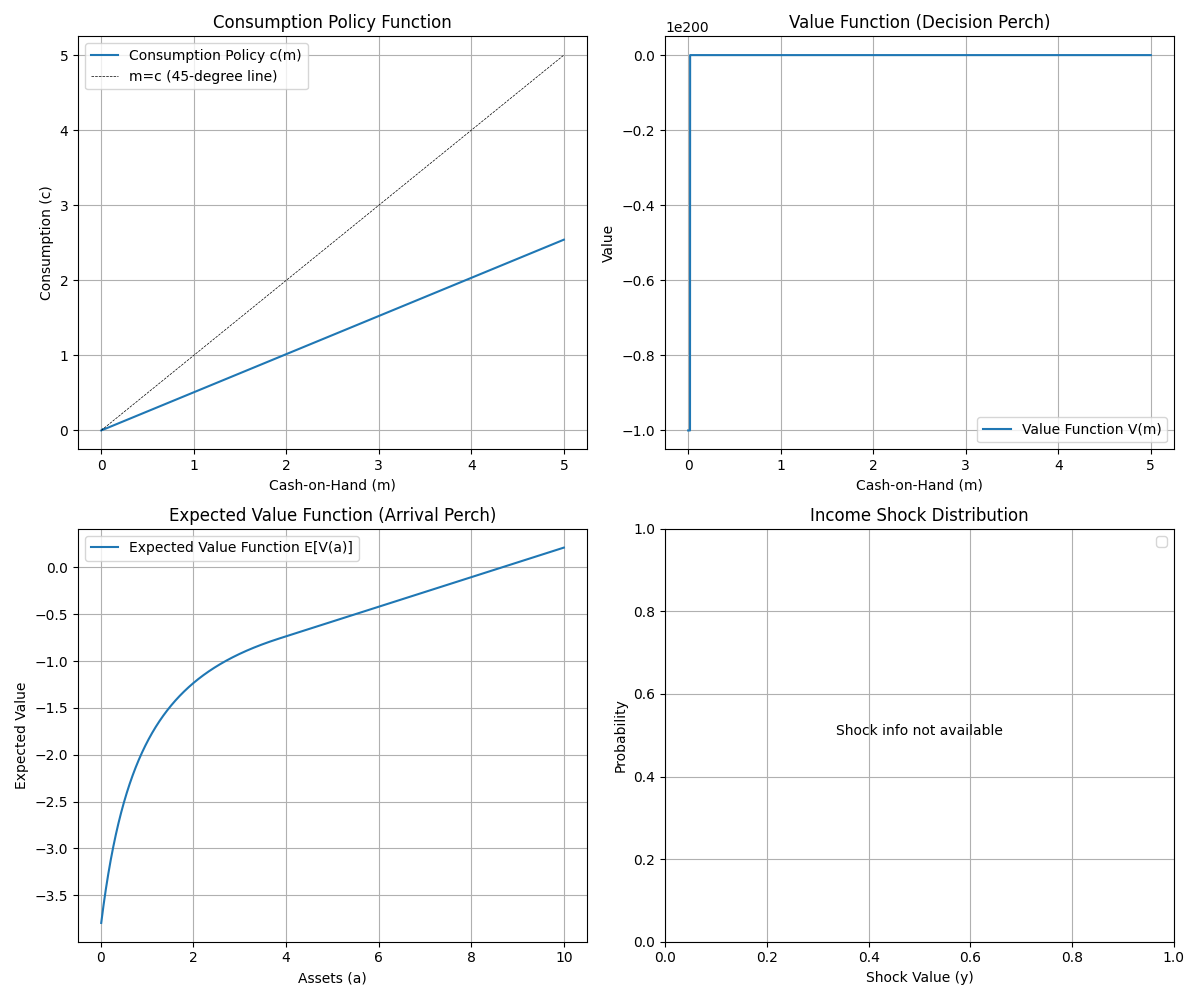 Consumption Policy Function
Consumption Policy c(m)
m=c (45-degree line)
5
4
3
2
1
0
Consumption (c)
0 1 2 3 4 5
Cash-on-Hand (m)
Value Function (Decision Perch)
1e200
0.0
−0.2
−0.4
−0.6
−0.8
−1.0
Value
Value Function V(m)
0 1 2 3 4 5
Cash-on-Hand (m)
Expected Value Function (Arrival Perch)
Expected Value Function E[V(a)]
0.0
−0.5
−1.0
−1.5
−2.0
−2.5
−3.0
−3.5
Expected Value
0 2 4 6 8 10
Assets (a)
Income Shock Distribution
1.0
0.8
0.6
0.4
0.2
0.0
Probability
Shock info not available
0.0 0.2 0.4 0.6 0.8 1.0
Shock Value (y)